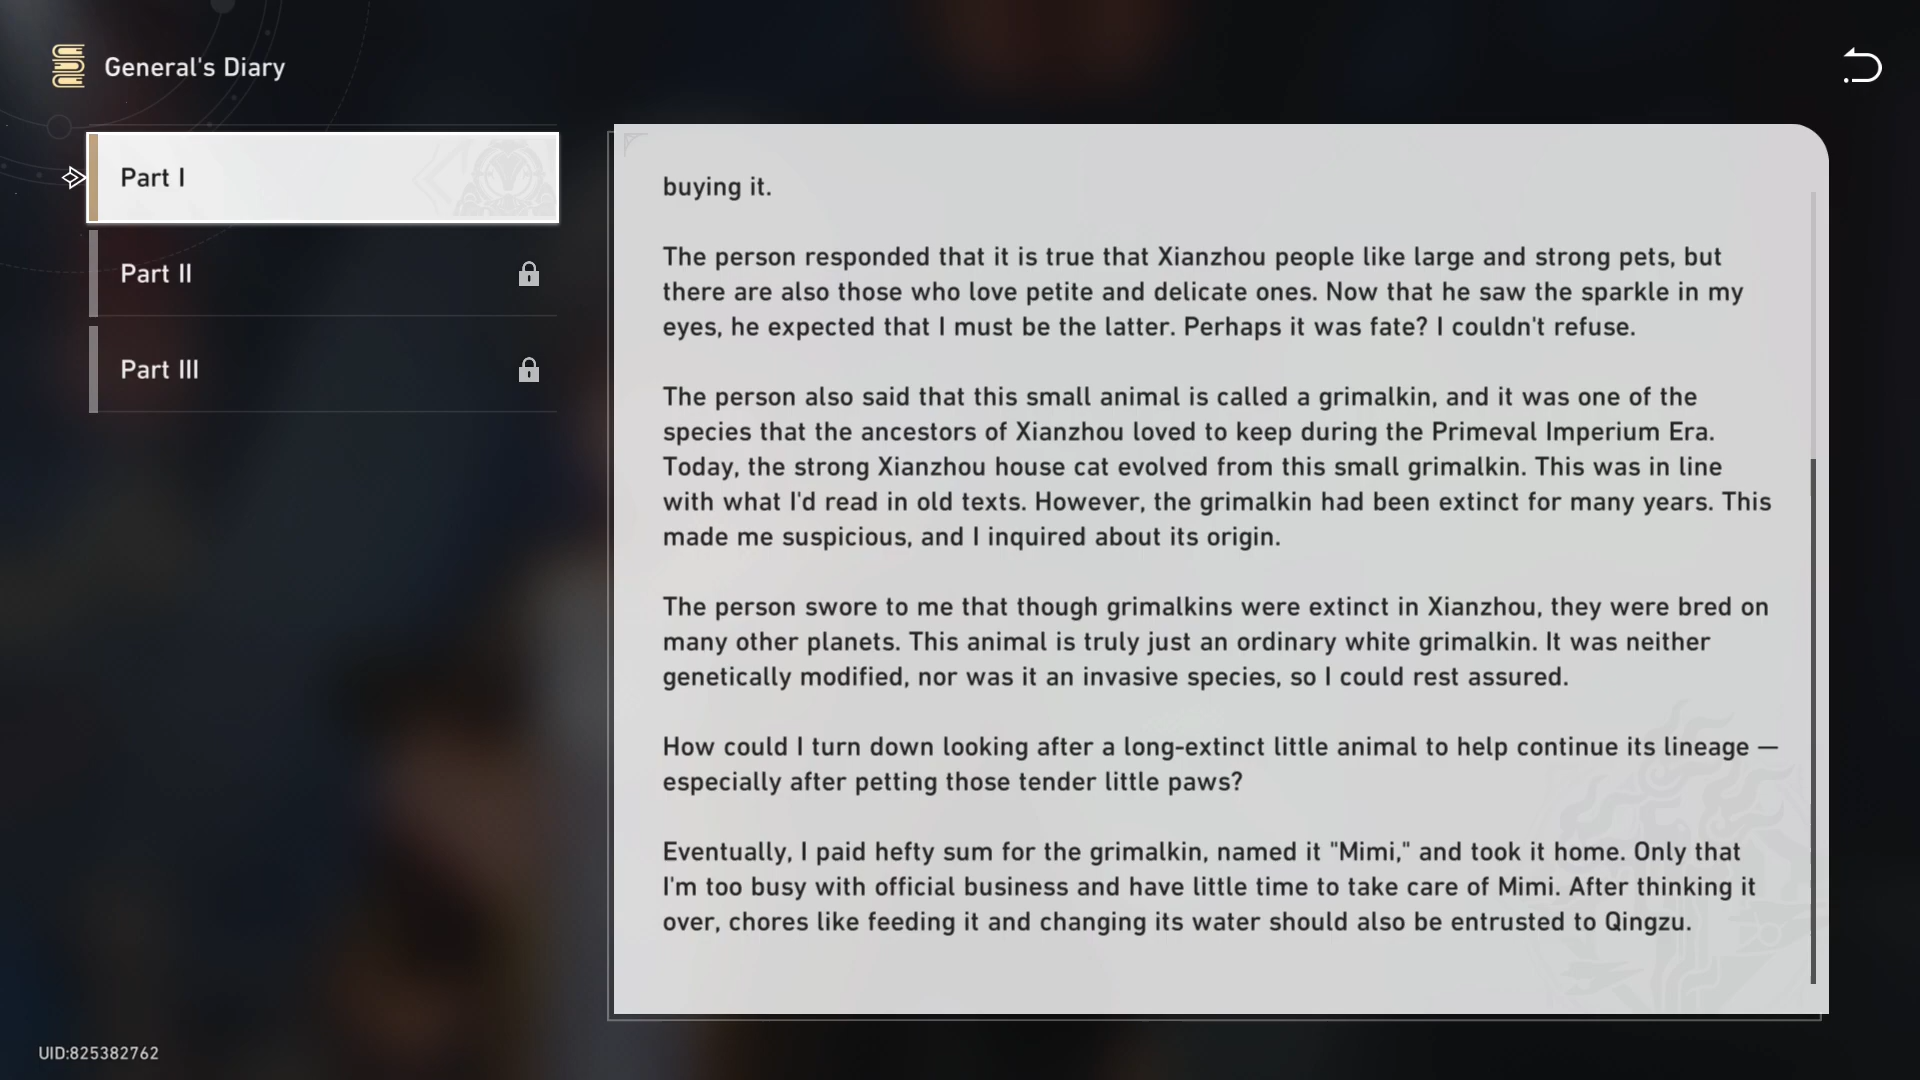 General's Diary
Part I
Part II
Part III
buying it.
The person responded that it is true that Xianzhou people like large and strong pets, but
there are also those who love petite and delicate ones. Now that he saw the sparkle in my
eyes, he expected that I must be the latter. Perhaps it was fate? I couldn't refuse.
The person also said that this small animal is called a grimalkin, and it was one of the
species that the ancestors of Xianzhou loved to keep during the Primeval Imperium Era.
Today, the strong Xianzhou house cat evolved from this small grimalkin. This was in line
with what I'd read in old texts. However, the grimalkin had been extinct for many years. This
made me suspicious, and I inquired about its origin.
The person swore to me that though grimalkins were extinct in Xianzhou, they were bred on
many other planets. This animal is truly just an ordinary white grimalkin. It was neither
genetically modified, nor was it an invasive species, so I could rest assured.
How could I turn down looking after a long-extinct little animal to help continue its lineage —
especially after petting those tender little paws?
Eventually, I paid hefty sum for the grimalkin, named it "Mimi," and took it home. Only that
I'm too busy with official business and have little time to take care of Mimi. After thinking it
over, chores like feeding it and changing its water should also be entrusted to Qingzu.
UID:825382762